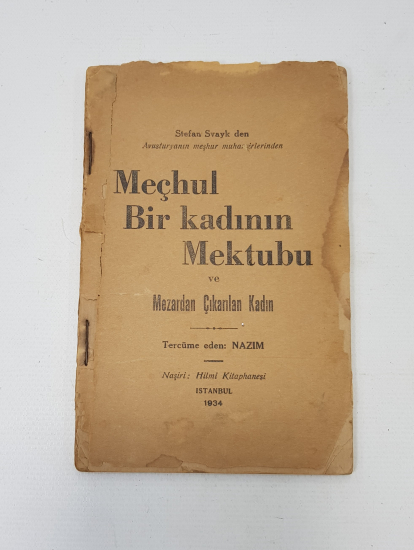 Stefan Svayk den
Avusturyanın meşhur muharrirlerinden
Meçhul
Bir kadının
Mektubu
ve
Mezardan Çıkarılan Kadın
Tercüme eden: NAZIM
Naşiri: Hilmi Kitaphanesi
ISTANBUL
1934